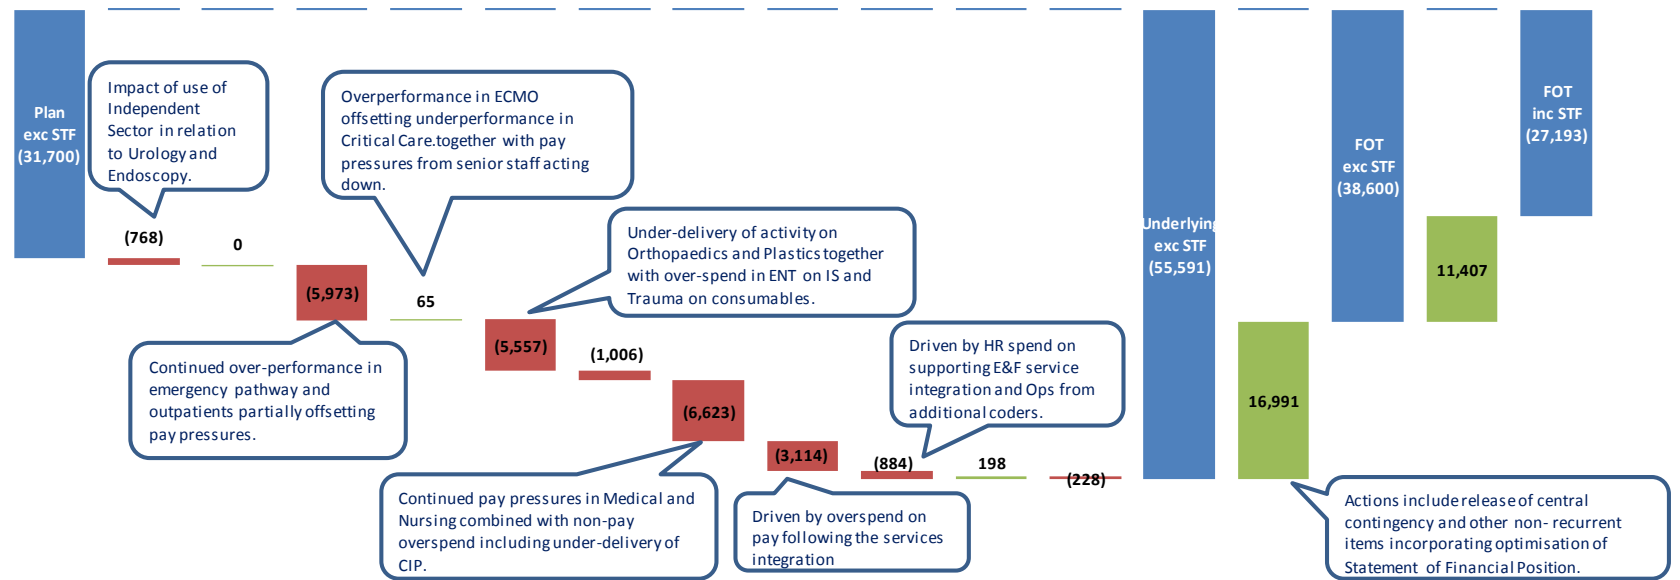 Plan
exc STF
(31,700)
Impact of use of
Independent
Sector in relation
to Urology and
Endoscopy.
(768)
0
(5,973)
Continued over-performance in
emergency pathway and
outpatients partially offsetting
pay pressures.
Overperformance in ECMO
offsetting underperformance in
Critical Care.together with pay
pressures from senior staff acting
down.
65
(5,557)
Under-delivery of activity on
Orthopaedics and Plastics together
with over-spend in ENT on IS and
Trauma on consumables.
(1,006)
(6,623)
Continued pay pressures in Medical and
Nursing combined with non-pay
overspend including under-delivery of
CIP.
(3,114)
Driven by overspend on
pay following the services
integration
(884)
Driven by HR spend on
supporting E&F service
integration and Ops from
additional coders.
198
(228)
Underlying
exc STF
(55,591)
16,991
Actions include release of central
contingency and other non- recurrent
items incorporating optimisation of
Statement of Financial Position.
FOT
exc STF
(38,600)
11,407
FOT
inc STF
(27,193)